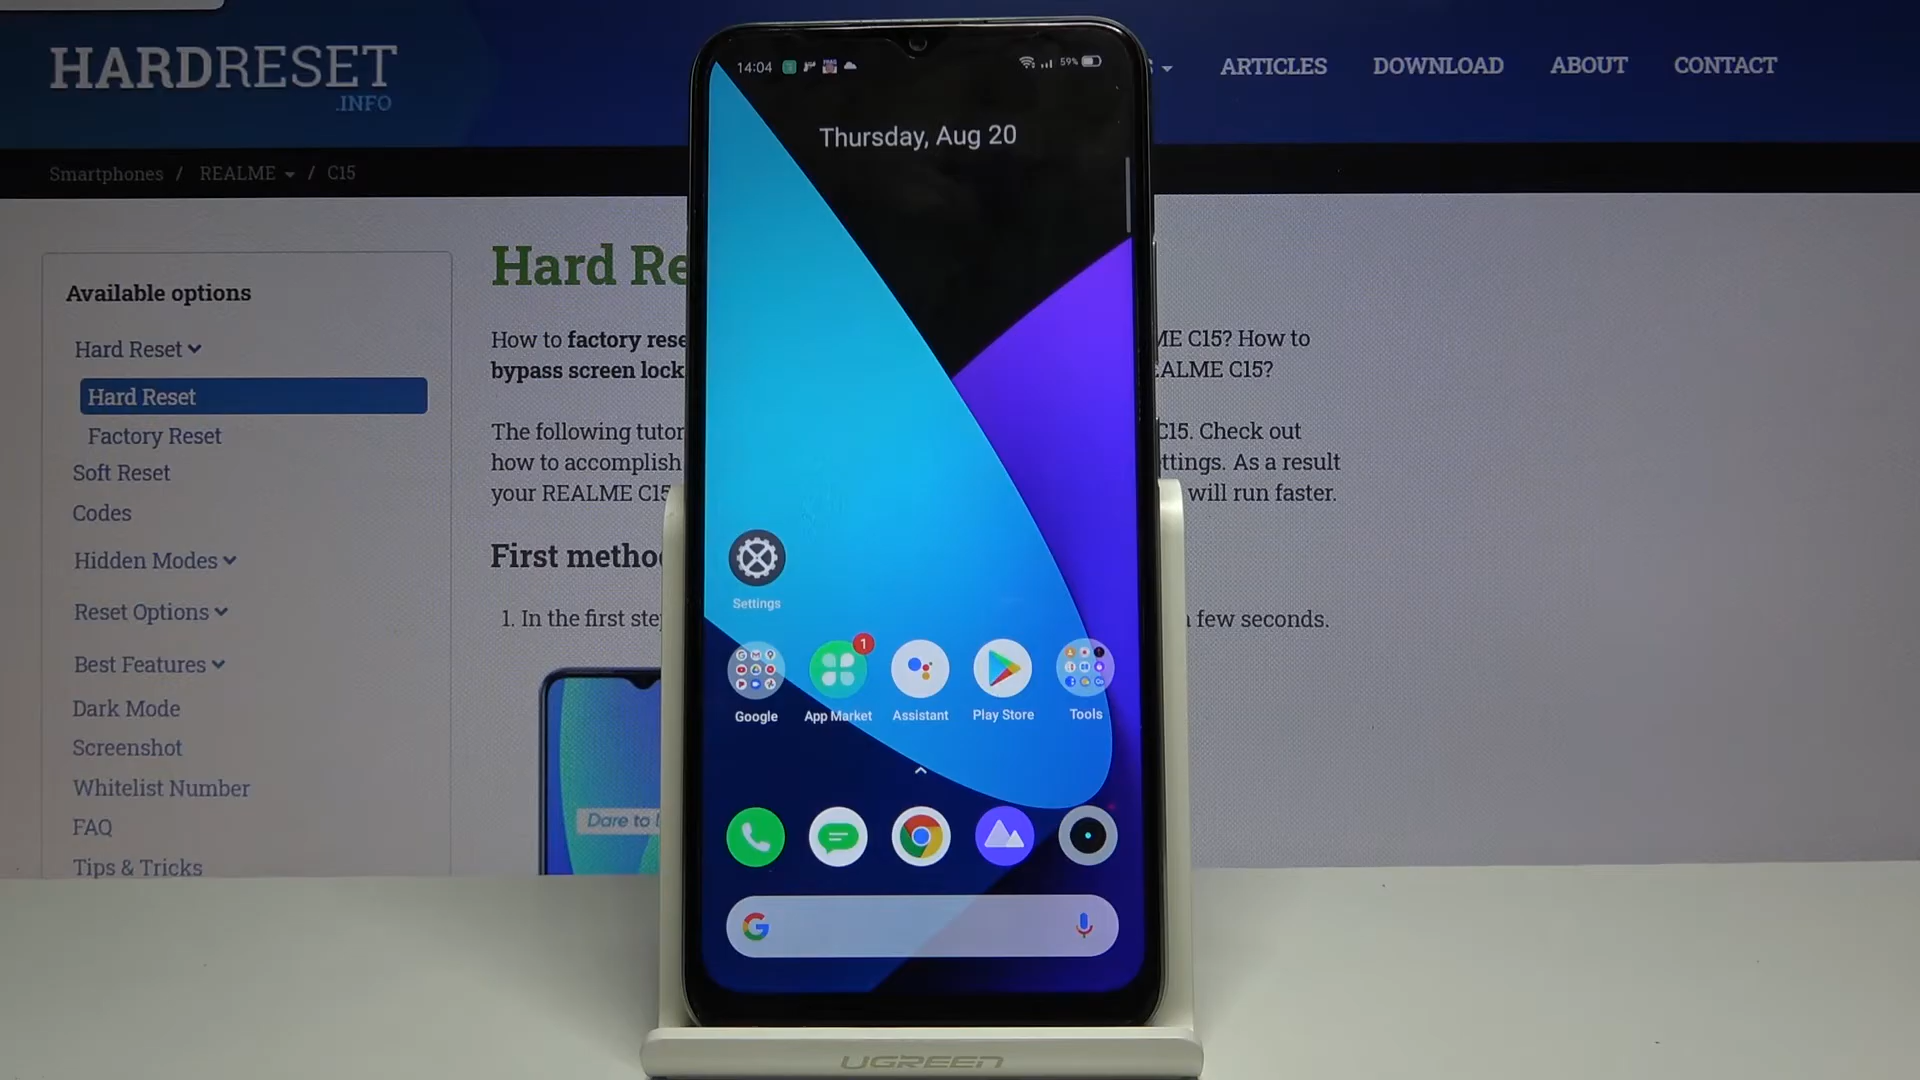 HARDRESET
.INFO
ARTICLES
DOWNLOAD
ABOUT
CONTACT
Smartphones / REALME / C15
Available options
Hard Reset
Hard Reset
Factory Reset
Soft Reset
Codes
Hidden Modes
Reset Options
Best Features
Dark Mode
Screenshot
Whitelist Number
FAQ
Tips & Tricks
Hard Re
How to factory rese
C15? How to
bypass screen lock
C15?
The following tutor
C15. Check out
how to accomplish
ttings. As a result
your REALME C15
will run faster.
First metho
1. In the first ste
few seconds.
Dare to
14:04
59%
Thursday, Aug 20
Settings
1
Google
App Market
Assistant
Play Store
Tools
UGREEN